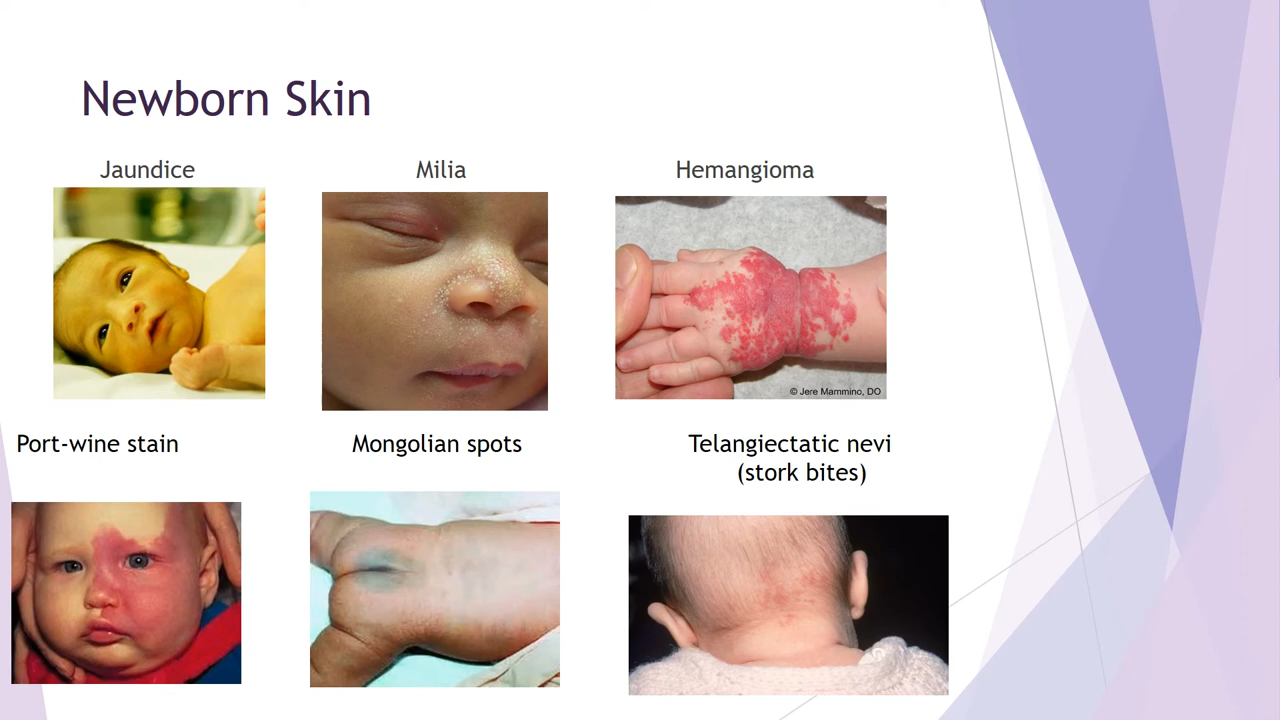 Newborn Skin
Jaundice
Milia
Hemangioma
© Jere Mammino, DO
Port-wine stain
Mongolian spots
Telangiectatic nevi
(stork bites)